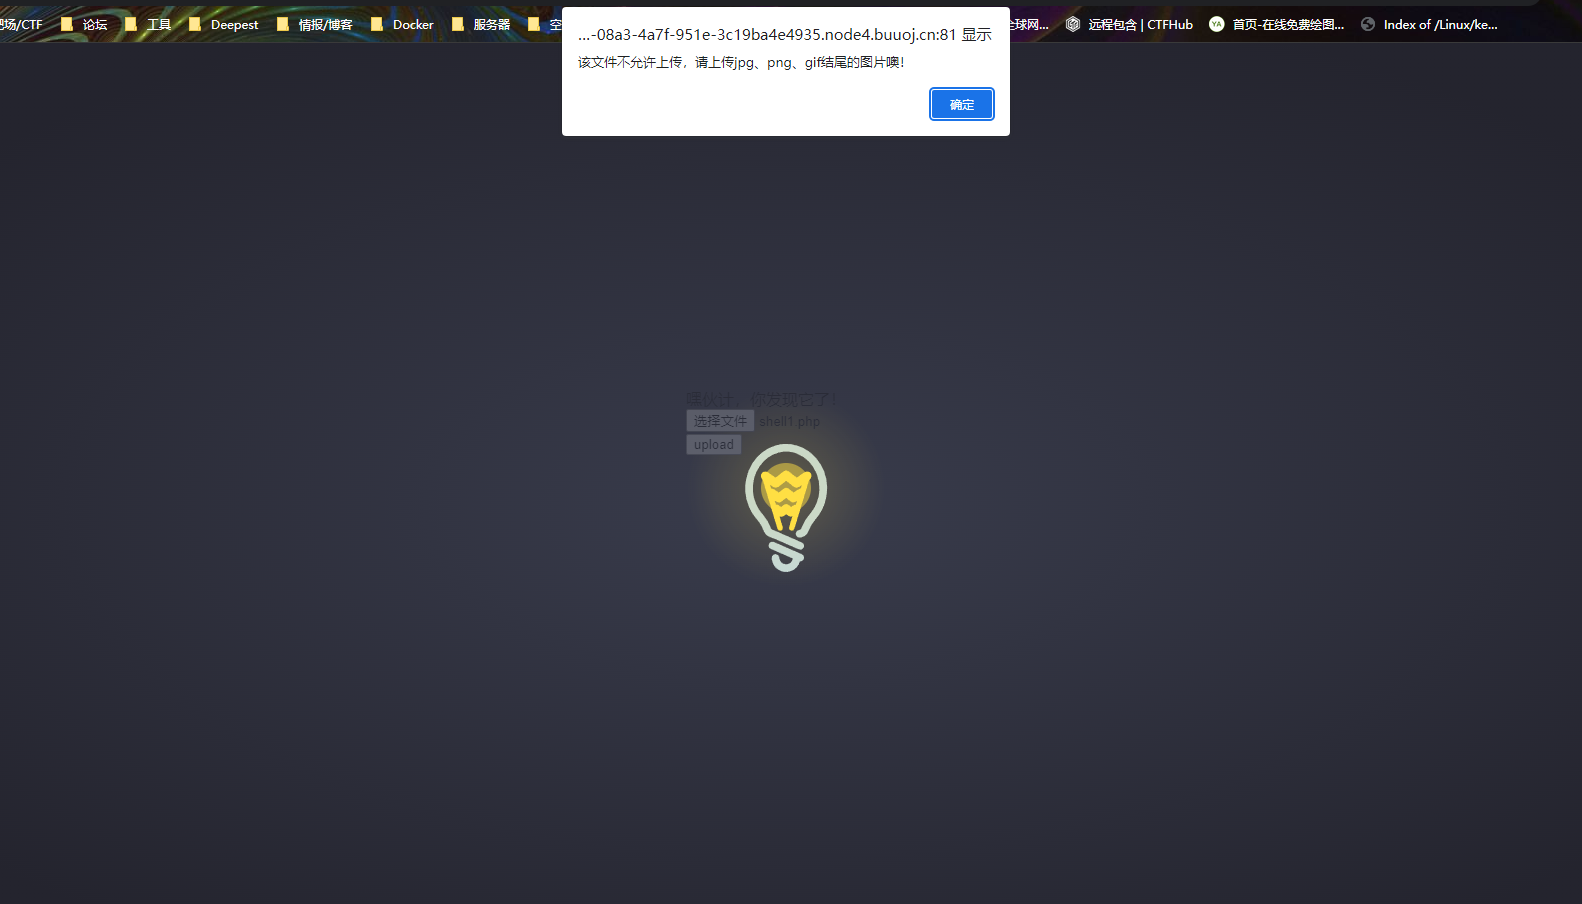 靶场/CTF 论坛 工具 Deepest 情报/博客 Docker 服务器 空 全球网... 远程包含 | CTFHub YA 首页-在线免费绘图... Index of /Linux/ke...
...-08a3-4a7f-951e-3c19ba4e4935.node4.buuoj.cn:81 显示
该文件不允许上传，请上传jpg、png、gif结尾的图片噢！
确定
嘿伙计，你发现它了！
选择文件 shell1.php
upload